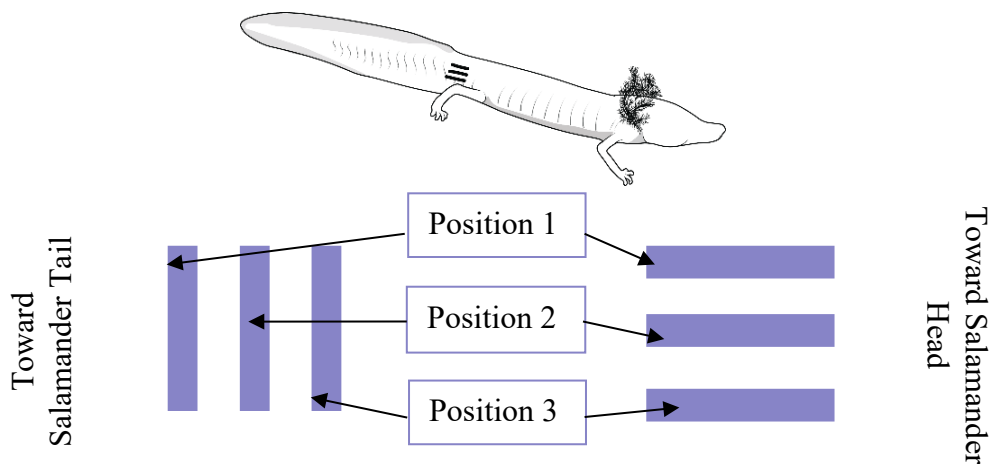 Toward
Salamander Tail
Position 1
Position 2
Position 3
Toward Salamander
Head